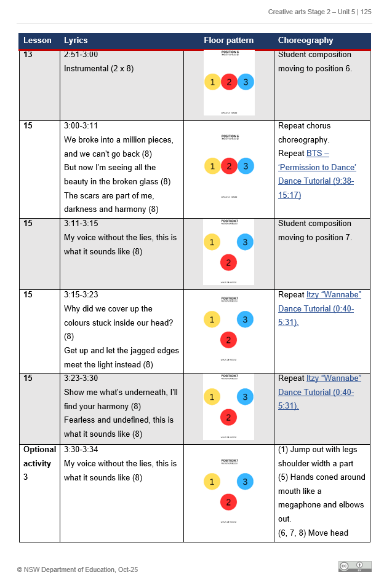 Creative arts Stage 2 – Unit 5 | 125
Lesson
Lyrics
Floor pattern
Choreography
13
2:51-3:00
Instrumental (2 x 8)
POSITION 6
1 2 3
Student composition
moving to position 6.
15
3:00-3:11
We broke into a million pieces,
and we can't go back (8)
But now I'm seeing all the
beauty in the broken glass (8)
The scars are part of me,
darkness and harmony (8)
POSITION 6
1 2 3
Repeat chorus
choreography.
Repeat BTS –
'Permission to Dance'
Dance Tutorial (9:38-
15:17)
15
3:11-3:15
My voice without the lies, this is
what it sounds like (8)
POSITION 7
1 3
2
Student composition
moving to position 7.
15
3:15-3:23
Why did we cover up the
colours stuck inside our head?
(8)
Get up and let the jagged edges
meet the light instead (8)
POSITION 7
1 3
2
Repeat Itzy "Wannabe"
Dance Tutorial (0:40-
5:31).
15
3:23-3:30
Show me what's underneath, I'll
find your harmony (8)
Fearless and undefined, this is
what it sounds like (8)
POSITION 7
1 3
2
Repeat Itzy "Wannabe"
Dance Tutorial (0:40-
5:31).
Optional
activity
3
3:30-3:34
My voice without the lies, this is
what it sounds like (8)
POSITION 7
1 3
2
(1) Jump out with legs
shoulder width a part
(5) Hands coned around
mouth like a
megaphone and elbows
out.
(6, 7, 8) Move head
© NSW Department of Education, Oct-25